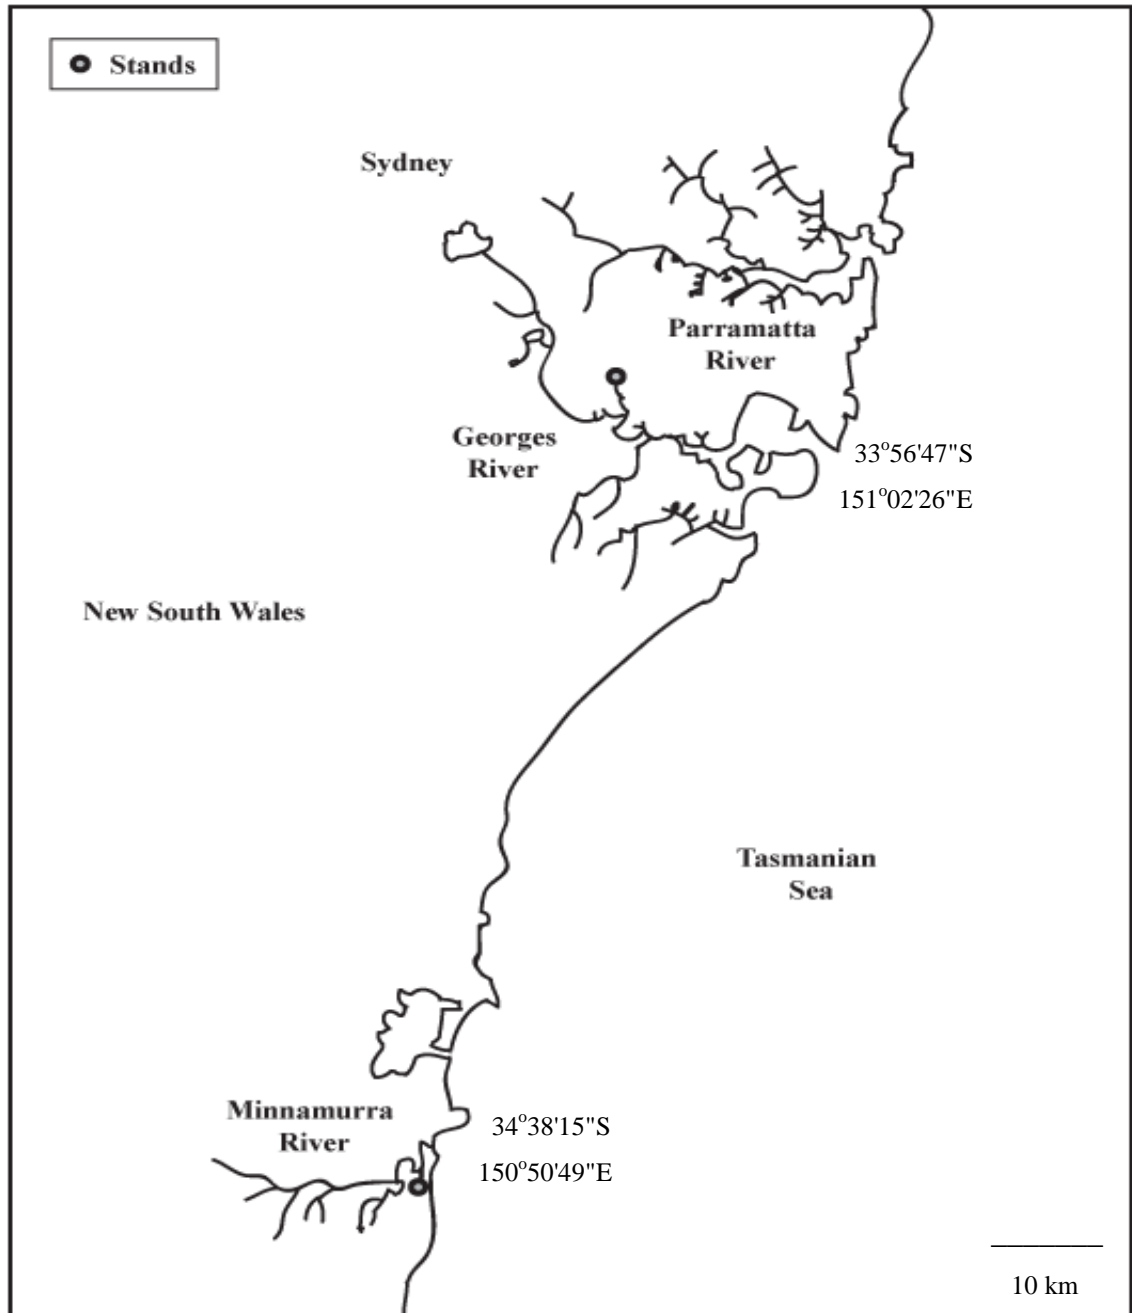 Stands
Sydney
Parramatta
River
Georges
River
33°56'47"S
151°02'26"E
New South Wales
Tasmanian
Sea
Minnamurra
River
34°38'15"S
150°50'49"E
10 km